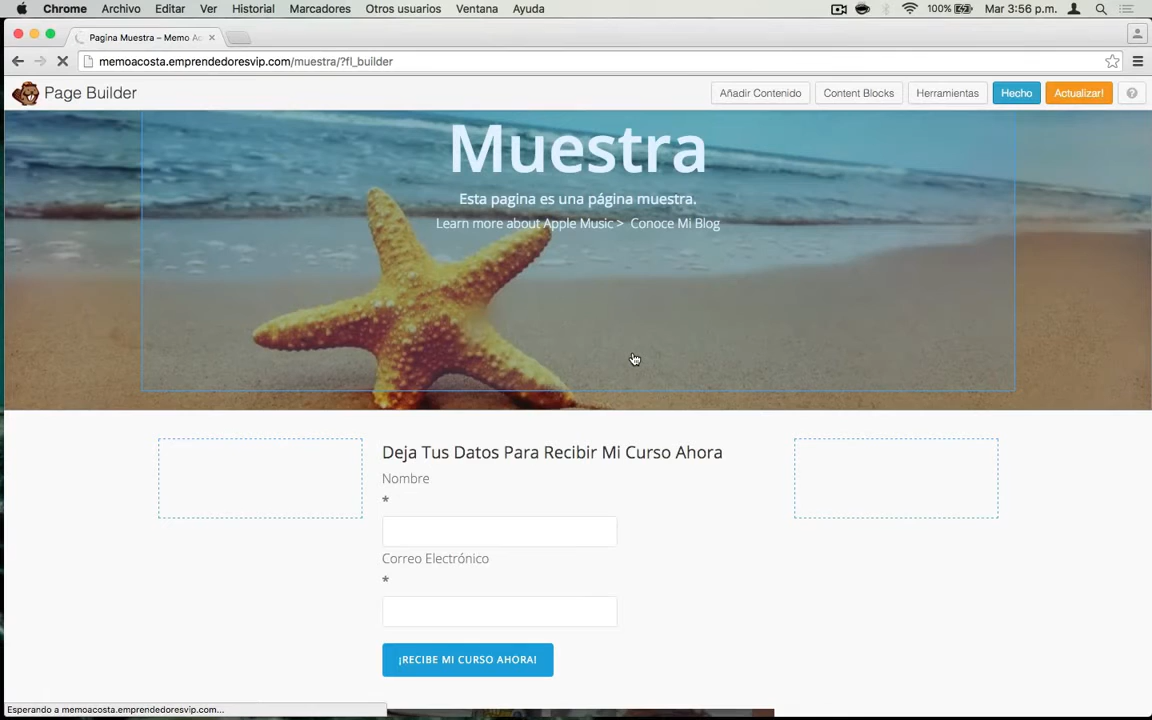 Chrome Archivo Editar Ver Historial Marcadores Otros usuarios Ventana Ayuda 100% Mar 3:56 p.m.
Pagina Muestra – Memo Ac
memoacosta.emprendedoresvip.com/muestra/?fl_builder
Page Builder Añadir Contenido Content Blocks Herramientas Hecho Actualizar! ?
Muestra
Esta pagina es una página muestra.
Learn more about Apple Music > Conoce Mi Blog
Deja Tus Datos Para Recibir Mi Curso Ahora
Nombre
*
Correo Electrónico
*
¡RECIBE MI CURSO AHORA!
Esperando a memoacosta.emprendedoresvip.com...